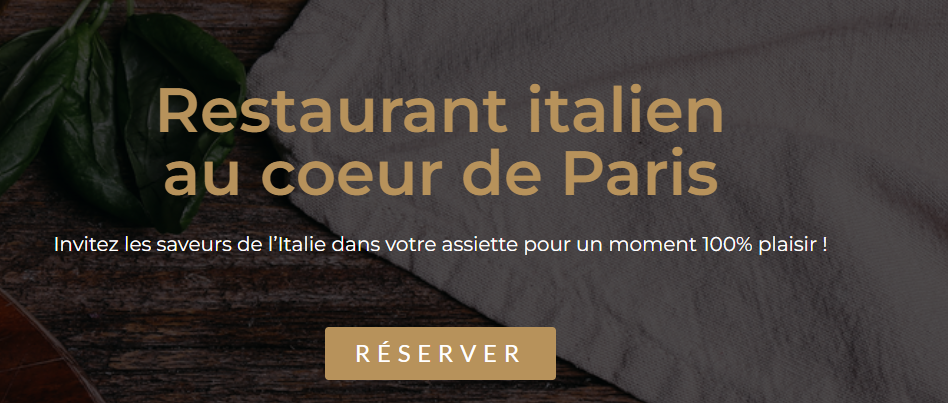 Restaurant italien
au coeur de Paris
Invitez les saveurs de l’Italie dans votre assiette pour un moment 100% plaisir !
RÉSERVER